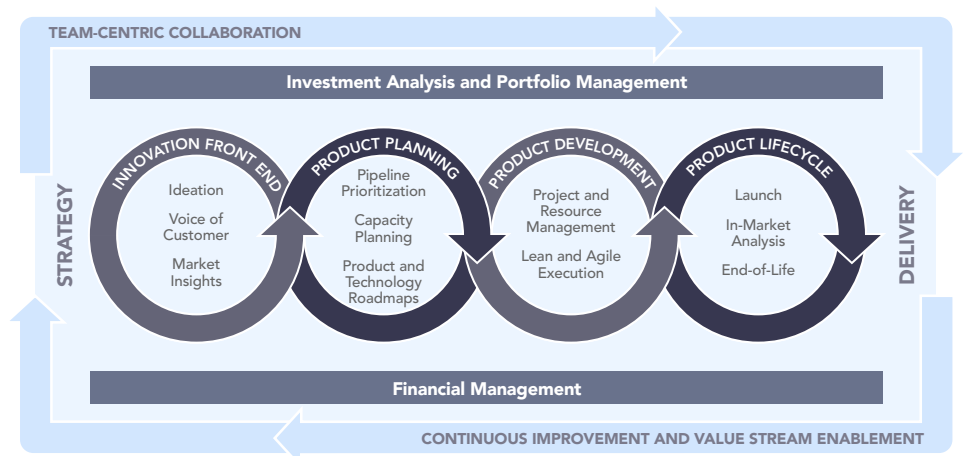 TEAM-CENTRIC COLLABORATION
Investment Analysis and Portfolio Management
STRATEGY
INNOVATION FRONT END
Ideation
Voice of
Customer
Market
Insights
PRODUCT PLANNING
Pipeline
Prioritization
Capacity
Planning
Product and
Technology
Roadmaps
PRODUCT DEVELOPMENT
Project and
Resource
Management
Lean and Agile
Execution
PRODUCT LIFECYCLE
Launch
In-Market
Analysis
End-of-Life
DELIVERY
Financial Management
CONTINUOUS IMPROVEMENT AND VALUE STREAM ENABLEMENT